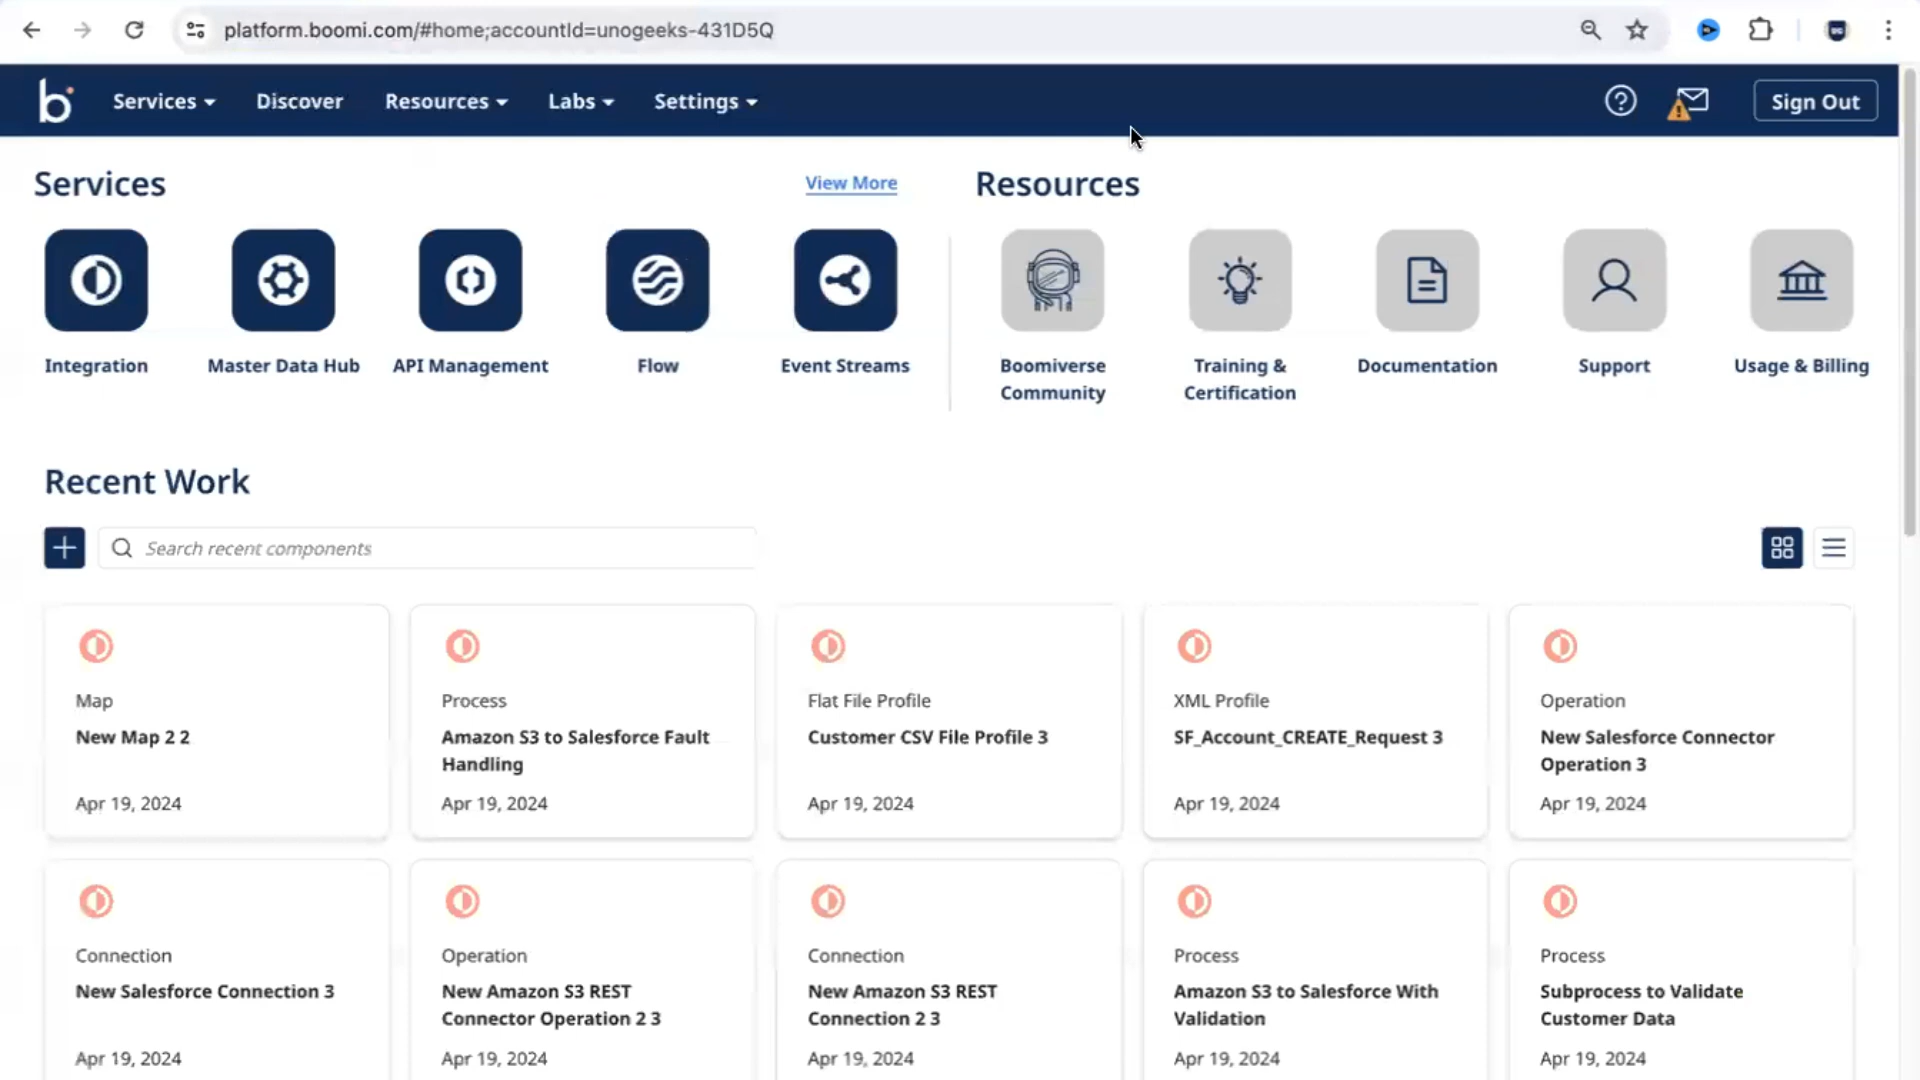 platform.boomi.com/#home;accountId=unogeeks-431D5Q
b Services Discover Resources Labs Settings Sign Out
Services View More Resources
Integration Master Data Hub API Management Flow Event Streams Boomiverse Community Training & Certification Documentation Support Usage & Billing
Recent Work
Search recent components
Map
New Map 2 2
Apr 19, 2024
Process
Amazon S3 to Salesforce Fault
Handling
Apr 19, 2024
Flat File Profile
Customer CSV File Profile 3
Apr 19, 2024
XML Profile
SF_Account_CREATE_Request 3
Apr 19, 2024
Operation
New Salesforce Connector
Operation 3
Apr 19, 2024
Connection
New Salesforce Connection 3
Apr 19, 2024
Operation
New Amazon S3 REST
Connector Operation 2 3
Apr 19, 2024
Connection
New Amazon S3 REST
Connection 2 3
Apr 19, 2024
Process
Amazon S3 to Salesforce With
Validation
Apr 19, 2024
Process
Subprocess to Validate
Customer Data
Apr 19, 2024